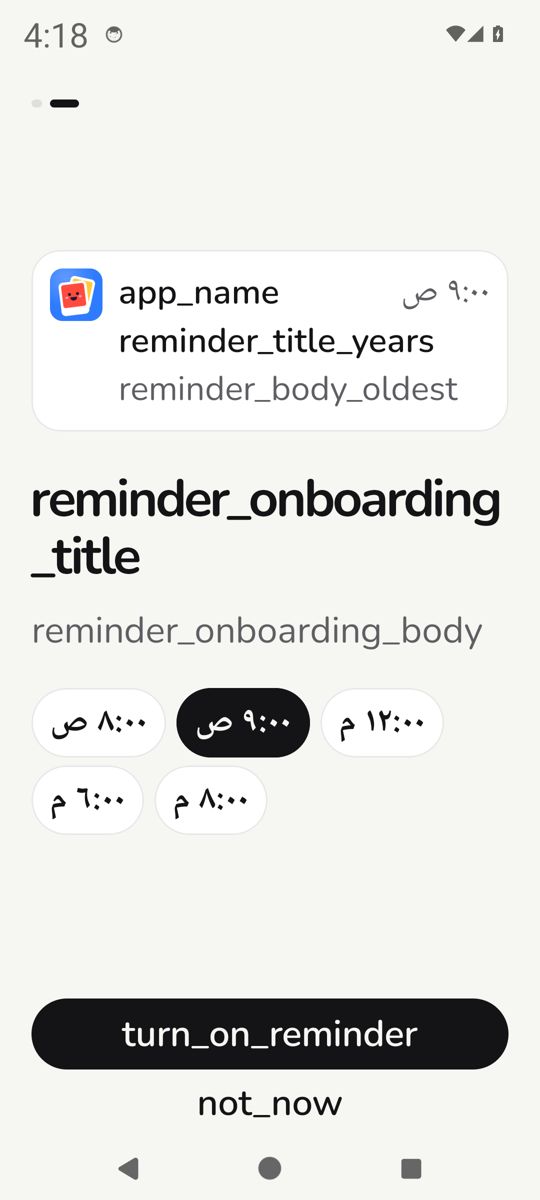 4:18
app_name
٩:٠٠ ص
reminder_title_years
reminder_body_oldest
reminder_onboarding
_title
reminder_onboarding_body
٨:٠٠ ص
٩:٠٠ ص
١٢:٠٠ م
٦:٠٠ م
٨:٠٠ م
turn_on_reminder
not_now